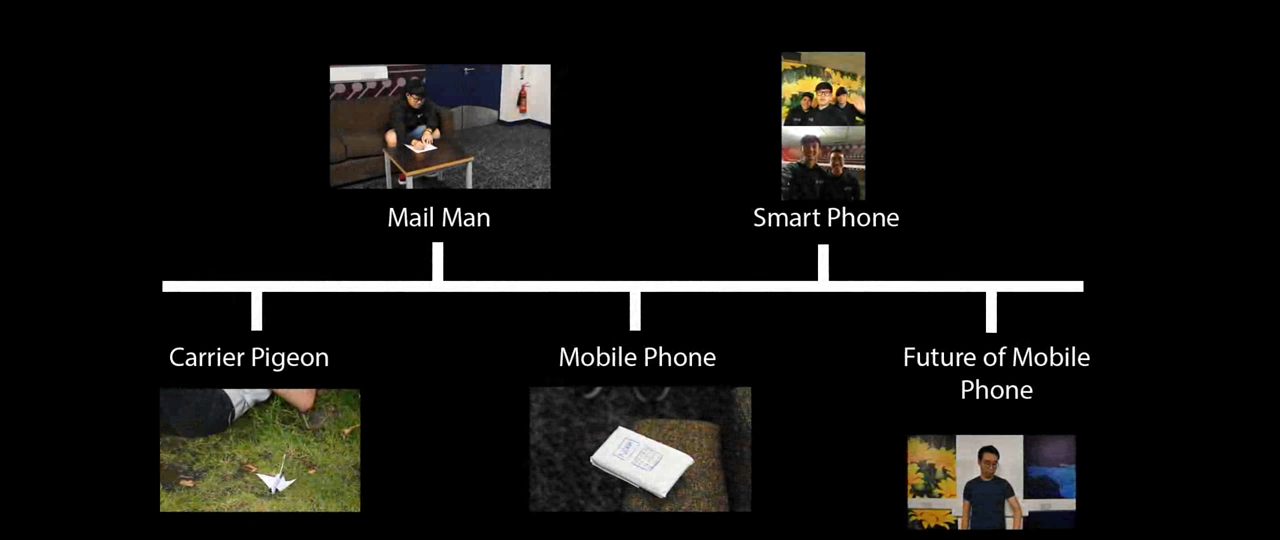 Mail Man
Smart Phone
Carrier Pigeon
Mobile Phone
Future of Mobile
Phone